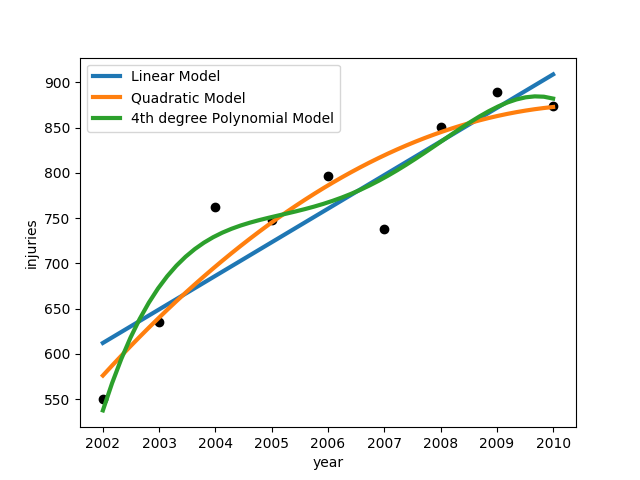 Linear Model
Quadratic Model
4th degree Polynomial Model
900
850
800
750
700
650
600
550
injuries
2002 2003 2004 2005 2006 2007 2008 2009 2010
year